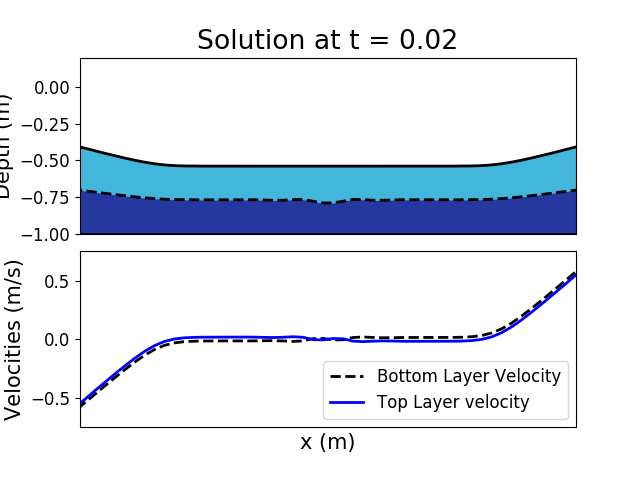 Solution at t = 0.02
Depth (m)
0.00
−0.25
−0.50
−0.75
−1.00
Velocities (m/s)
0.5
0.0
−0.5
Bottom Layer Velocity
Top Layer velocity
x (m)